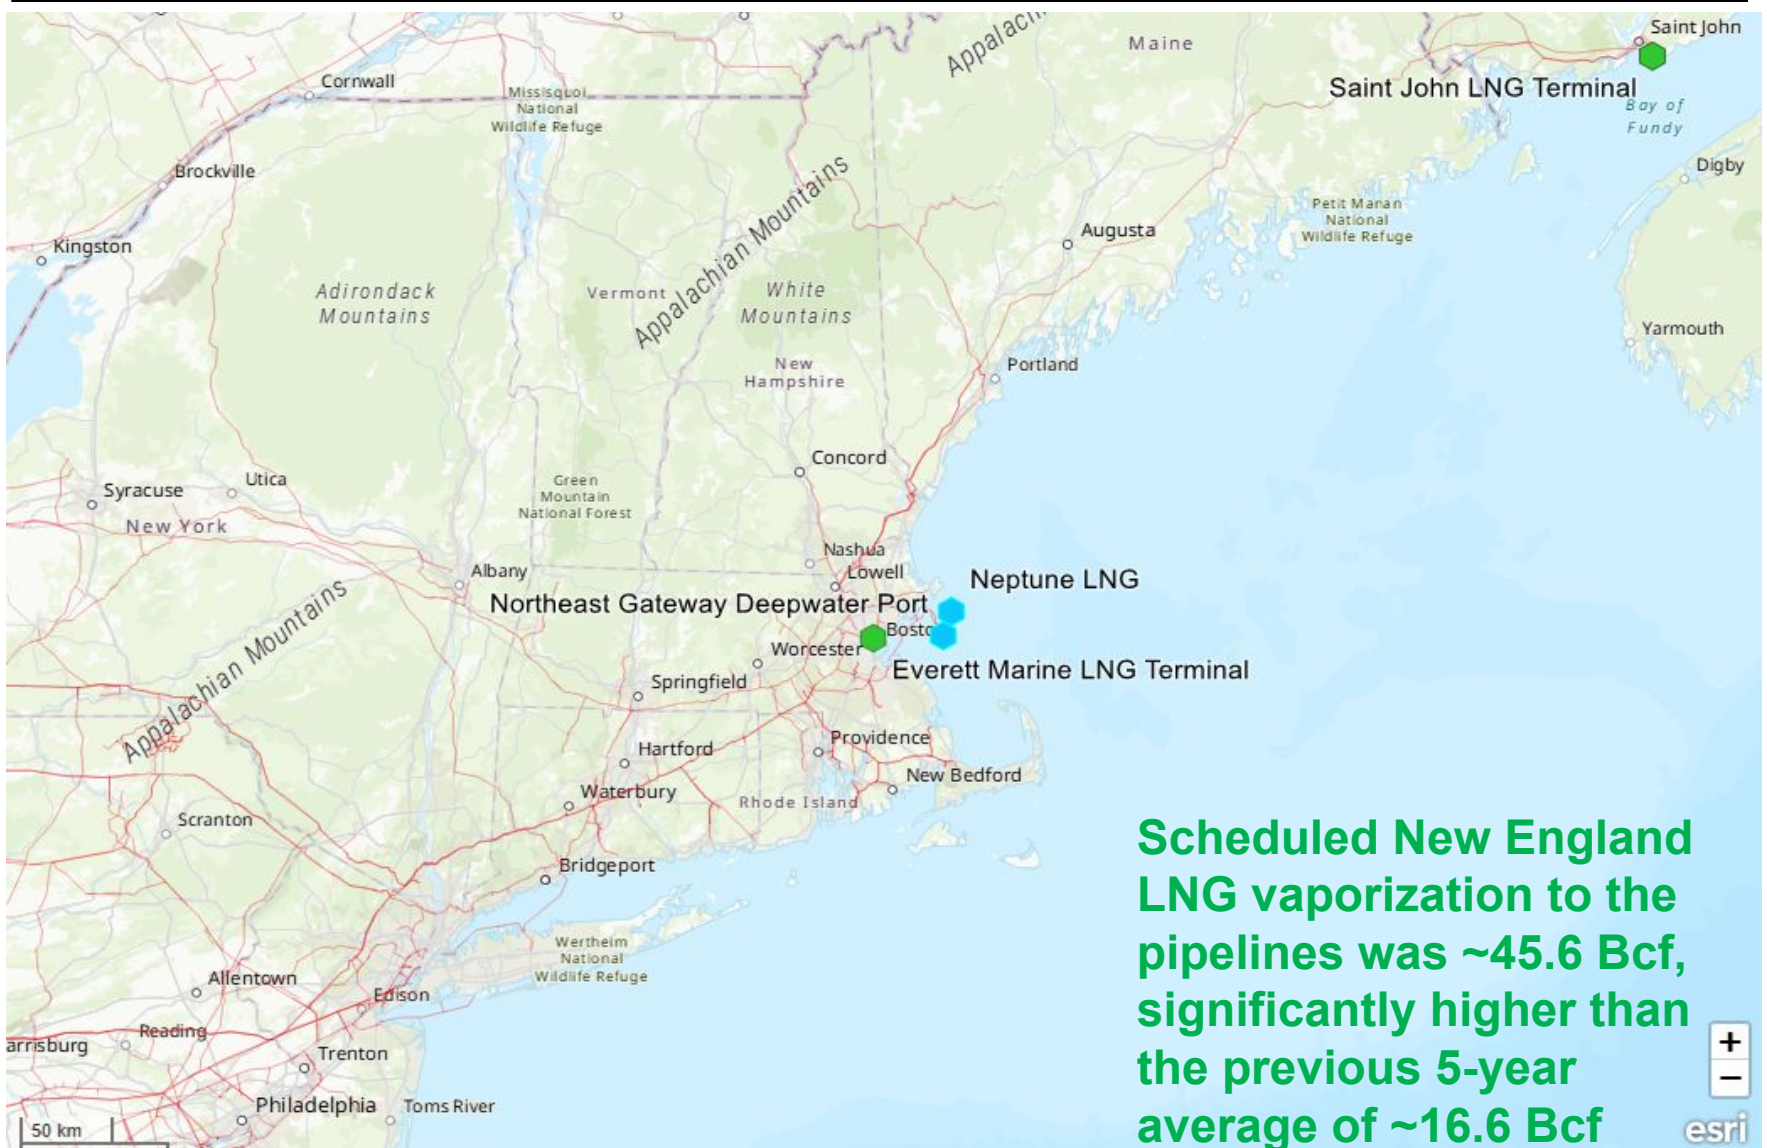 Saint John
Maine
Appalach
Saint John LNG Terminal
Cornwall
Missisquoi
National
Wildlife Refuge
Bay of
Fundy
Brockville
Digby
Appalachian Mountains
Petit Manan
National
Wildlife Refuge
Kingston
Augusta
Adirondack
Mountains
Vermont
White
Mountains
Yarmouth
New
Hampshire
Portland
Concord
Syracuse
Utica
Green
Mountain
National Forest
New York
Nashua
Albany
Lowell
Neptune LNG
Northeast Gateway Deepwater Port
Bosto
Worcester
Everett Marine LNG Terminal
Appalachian Mountains
Springfield
Hartford
Providence
New Bedford
Waterbury
Rhode Island
Scranton
Bridgeport
Scheduled New England
LNG vaporization to the
pipelines was ~45.6 Bcf,
significantly higher than
the previous 5-year
average of ~16.6 Bcf
Wertheim
National
Wildlife Refuge
Allentown
Edison
Reading
arrisburg
Trenton
Philadelphia
Toms River
50 km
+
−
esri